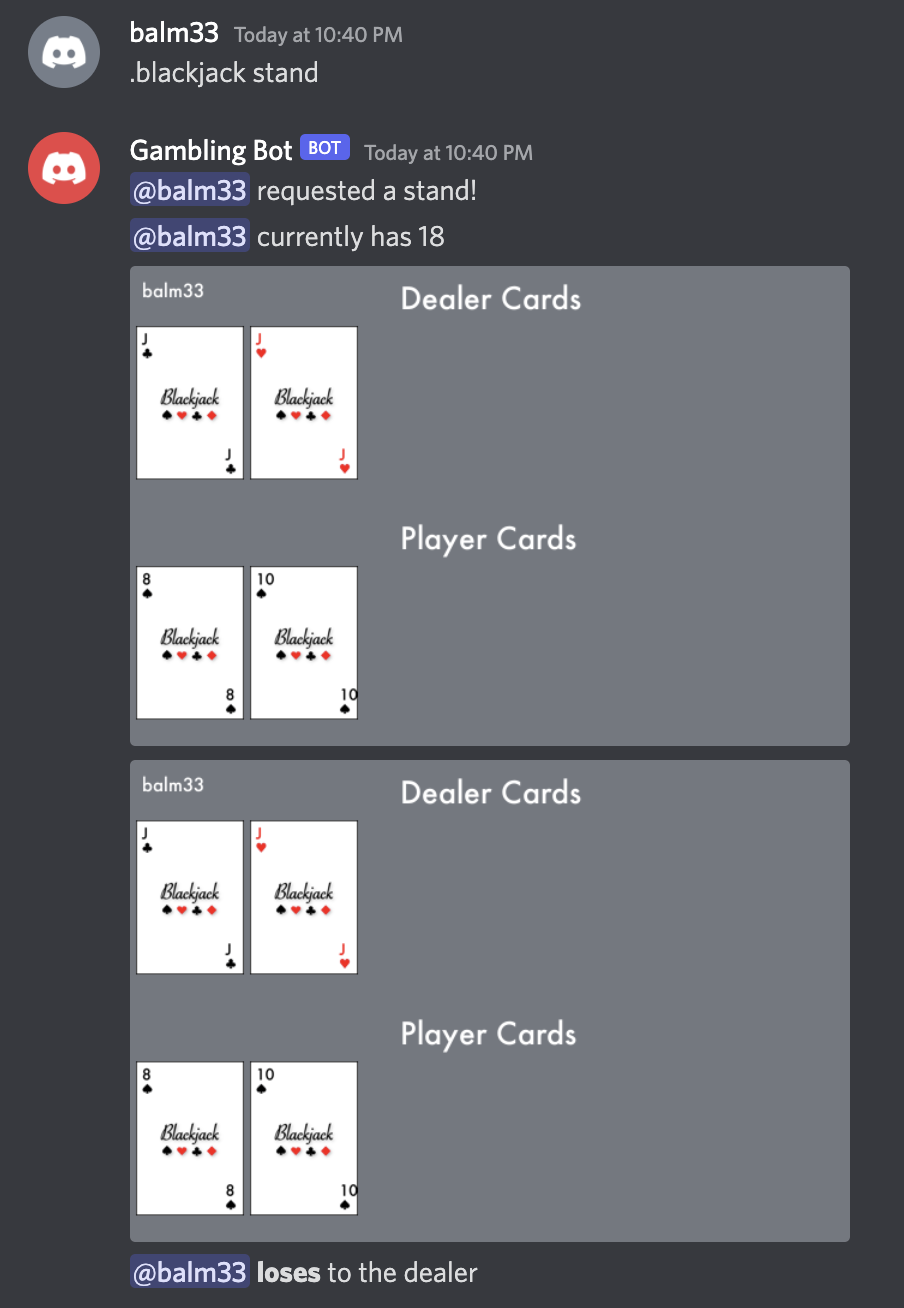 balm33 Today at 10:40 PM
.blackjack stand
Gambling Bot BOT Today at 10:40 PM
@balm33 requested a stand!
@balm33 currently has 18
balm33
Dealer Cards
J J
Blackjack Blackjack
J J
Player Cards
8 10
Blackjack Blackjack
8 10
balm33
Dealer Cards
J J
Blackjack Blackjack
J J
Player Cards
8 10
Blackjack Blackjack
8 10
@balm33 loses to the dealer